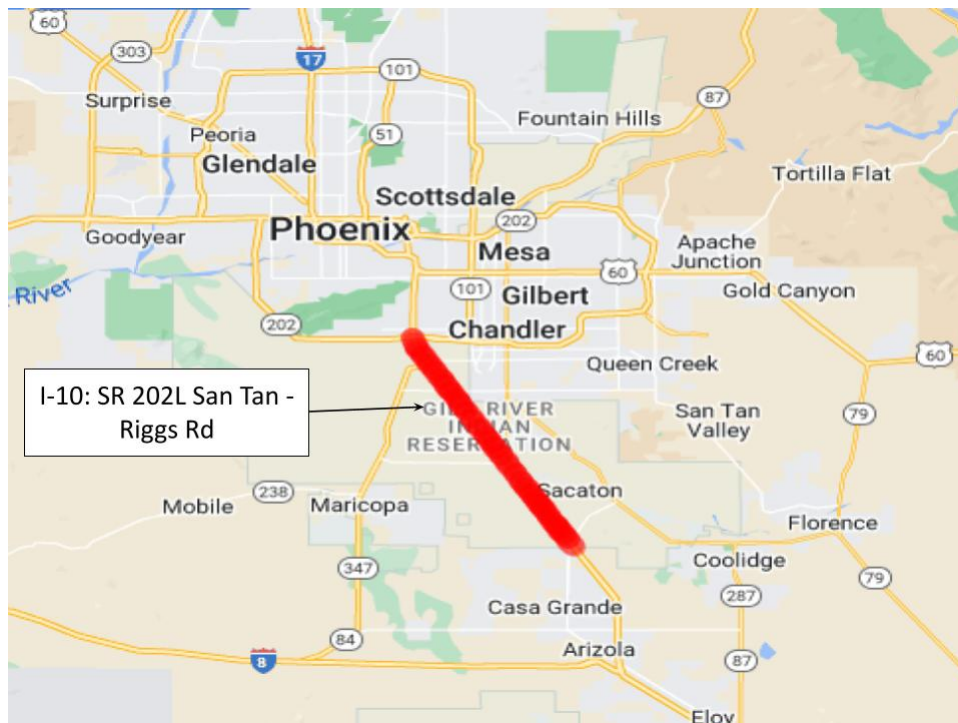 60
303
17
101
87
Surprise
Fountain Hills
Peoria
51
Glendale
Tortilla Flat
Scottsdale
202
Phoenix
Goodyear
Mesa
Apache
Junction
60
River
101
Gilbert
Gold Canyon
202
Chandler
60
Queen Creek
I-10: SR 202L San Tan -
Riggs Rd
RIVER
RESERVATION
San Tan
Valley
79
Sacaton
238
Mobile
Maricopa
Florence
Coolidge
347
79
287
Casa Grande
84
Arizola
8
87
Eloy